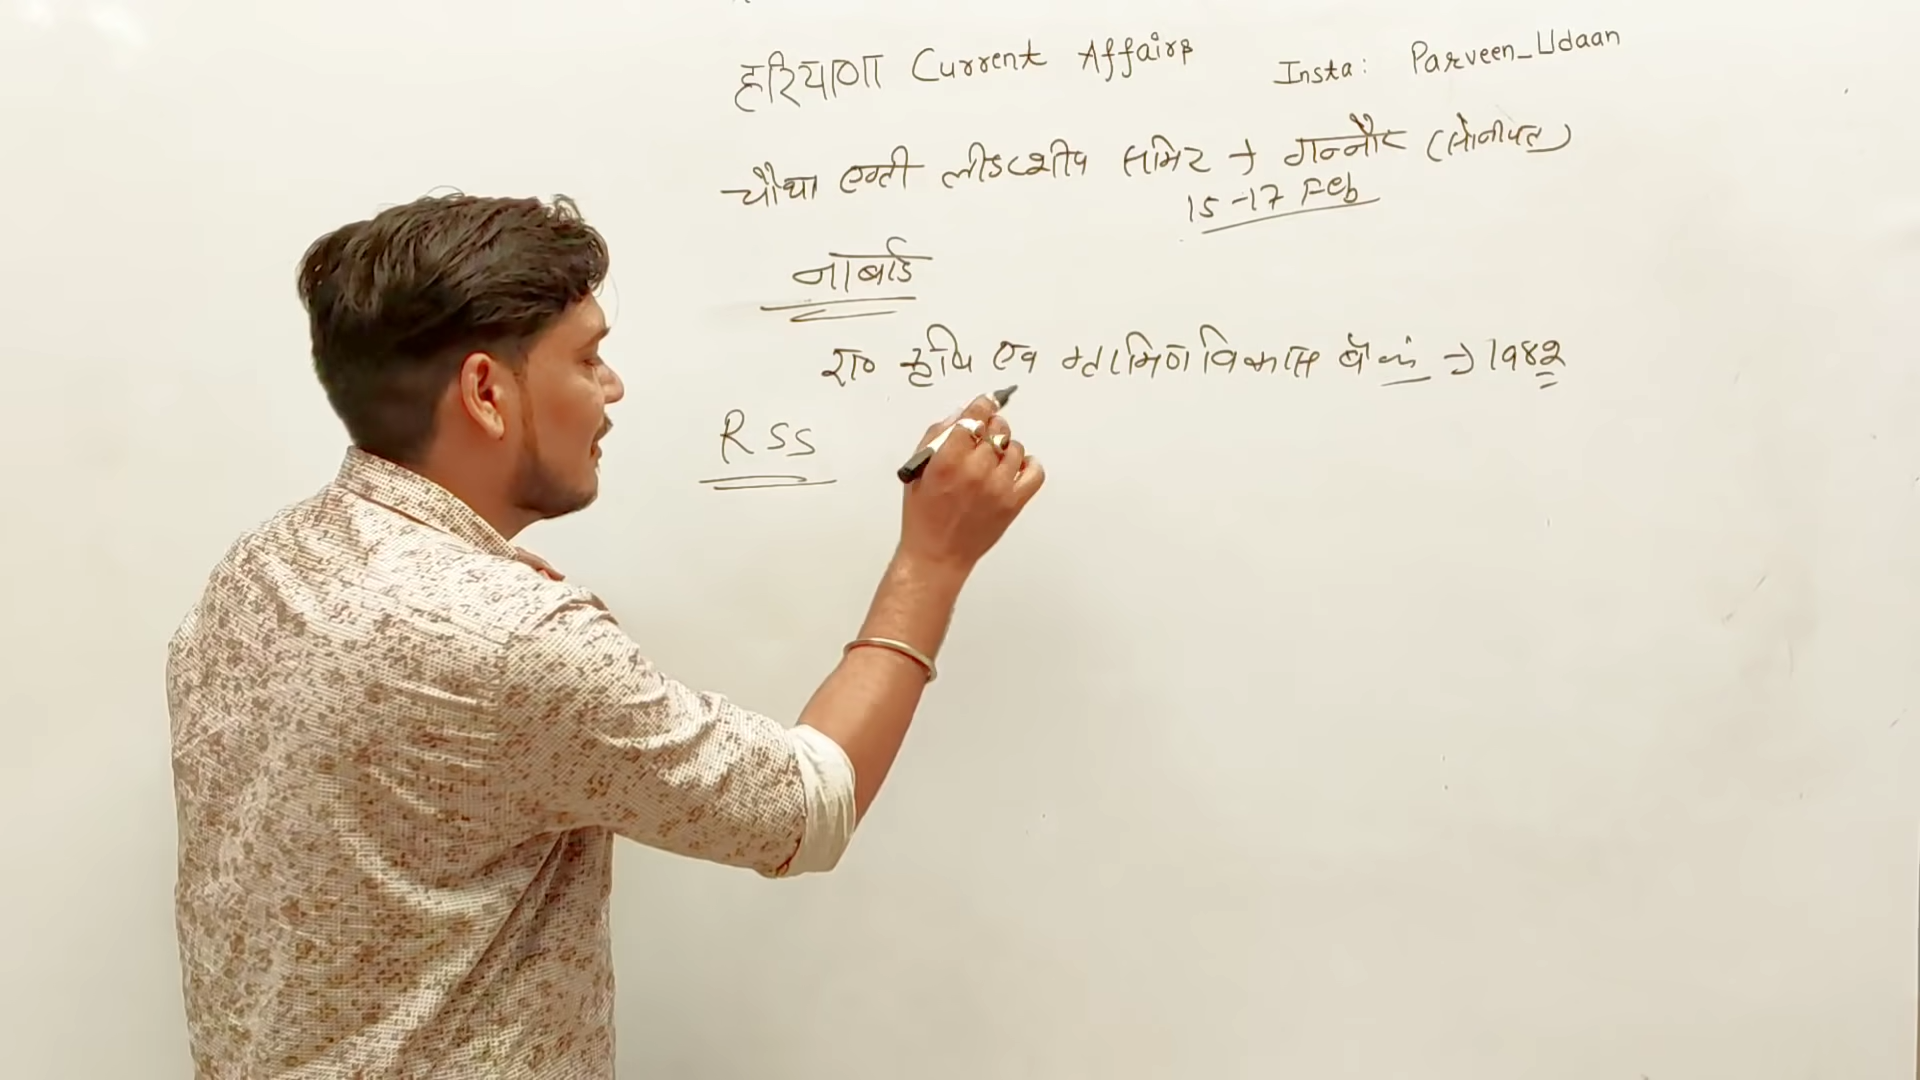 हरियाणा Current Affairs Insta: Parveen_Udaan
चौथा एग्री लीडरशीप समिट → गन्नौर (सोनीपत)
15-17 Feb
नाबार्ड
रा० कृषि एव ग्रामिण विकास बैंक → 1982
RSS